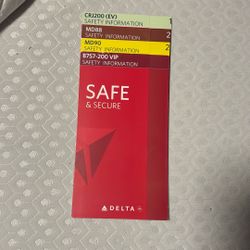 CRJ200 (EV)
SAFETY INFORMATION
MD88
SAFETY INFORMATION 2
MD90
SAFETY INFORMATION 2
B757-200 VIP
SAFETY INFORMATION
SAFE
& SECURE
DELTA